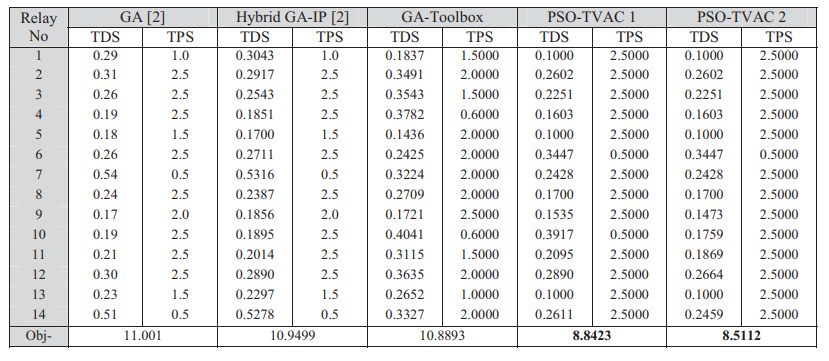 Relay GA [2] Hybrid GA-IP [2] GA-Toolbox PSO-TVAC 1 PSO-TVAC 2
No TDS TPS TDS TPS TDS TPS TDS TPS TDS TPS
1 0.29 1.0 0.3043 1.0 0.1837 1.5000 0.1000 2.5000 0.1000 2.5000
2 0.31 2.5 0.2917 2.5 0.3491 2.0000 0.2602 2.5000 0.2602 2.5000
3 0.26 2.5 0.2543 2.5 0.3543 1.5000 0.2251 2.5000 0.2251 2.5000
4 0.19 2.5 0.1851 2.5 0.3782 0.6000 0.1603 2.5000 0.1603 2.5000
5 0.18 1.5 0.1700 1.5 0.1436 2.0000 0.1000 2.5000 0.1000 2.5000
6 0.26 2.5 0.2711 2.5 0.2425 2.0000 0.3447 0.5000 0.3447 0.5000
7 0.54 0.5 0.5316 0.5 0.3224 2.0000 0.2428 2.5000 0.2428 2.5000
8 0.24 2.5 0.2387 2.5 0.2709 2.0000 0.1700 2.5000 0.1700 2.5000
9 0.17 2.0 0.1856 2.0 0.1721 2.5000 0.1535 2.5000 0.1473 2.5000
10 0.19 2.5 0.1895 2.5 0.4041 0.6000 0.3917 0.5000 0.1759 2.5000
11 0.21 2.5 0.2014 2.5 0.3115 1.5000 0.2095 2.5000 0.1869 2.5000
12 0.30 2.5 0.2890 2.5 0.3635 2.0000 0.2890 2.5000 0.2664 2.5000
13 0.23 1.5 0.2297 1.5 0.2652 1.0000 0.1000 2.5000 0.1000 2.5000
14 0.51 0.5 0.5278 0.5 0.3327 2.0000 0.2611 2.5000 0.2459 2.5000
Obj- 11.001 10.9499 10.8893 8.8423 8.5112